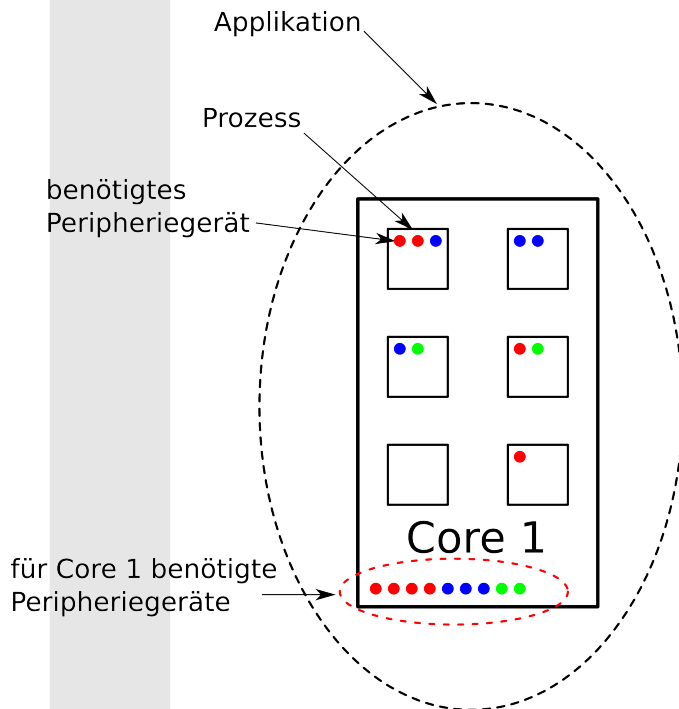 Applikation
Prozess
benötigtes
Peripheriegerät
Core 1
für Core 1 benötigte
Peripheriegeräte